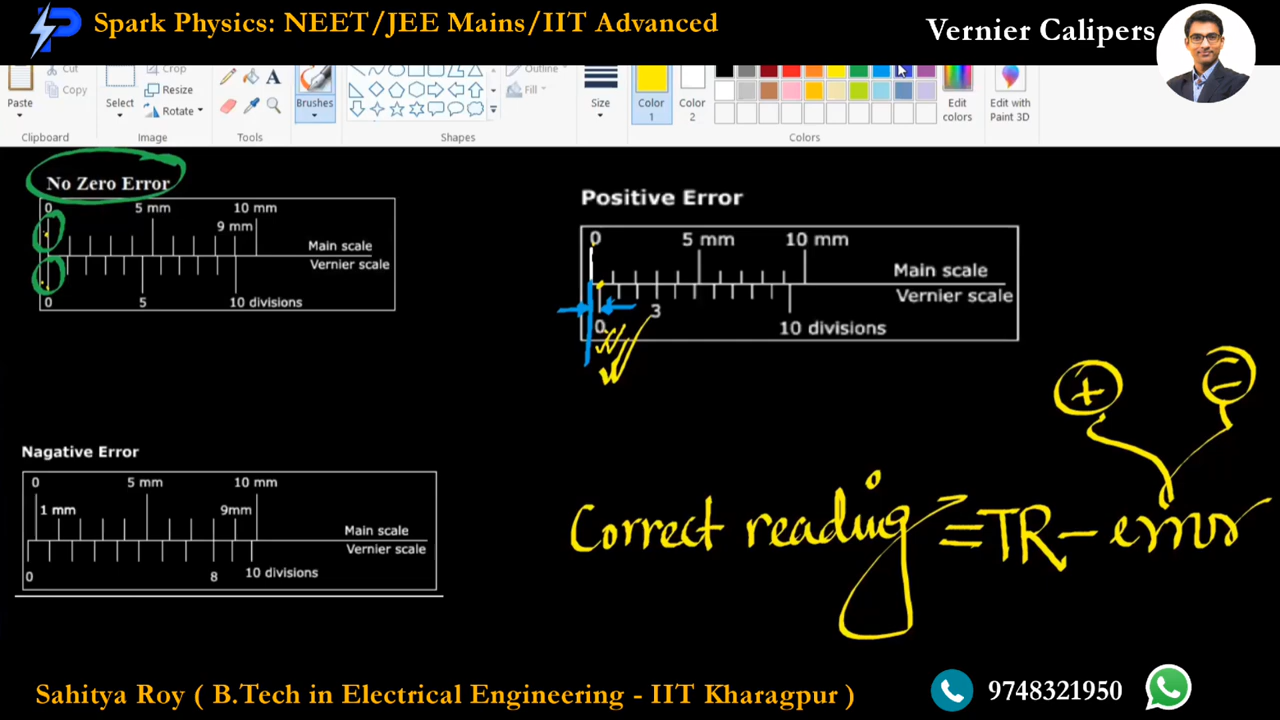 Spark Physics: NEET/JEE Mains/IIT Advanced
Vernier Calipers
Paste
Cut
Copy
Clipboard
Select
Crop
Resize
Rotate
Image
A
Tools
Brushes
Outline
Fill
Shapes
Size
Color
1
Color
2
Edit
colors
Edit with
Paint 3D
Colors
No Zero Error
0 5 mm 10 mm
9 mm
Main scale
Vernier scale
0 5 10 divisions
Positive Error
0 5 mm 10 mm
Main scale
Vernier scale
3
0 10 divisions
Nagative Error
0 5 mm 10 mm
1 mm 9mm
Main scale
Vernier scale
0 8 10 divisions
+ −
Correct reading = TR - error
Sahitya Roy ( B.Tech in Electrical Engineering - IIT Kharagpur )
9748321950